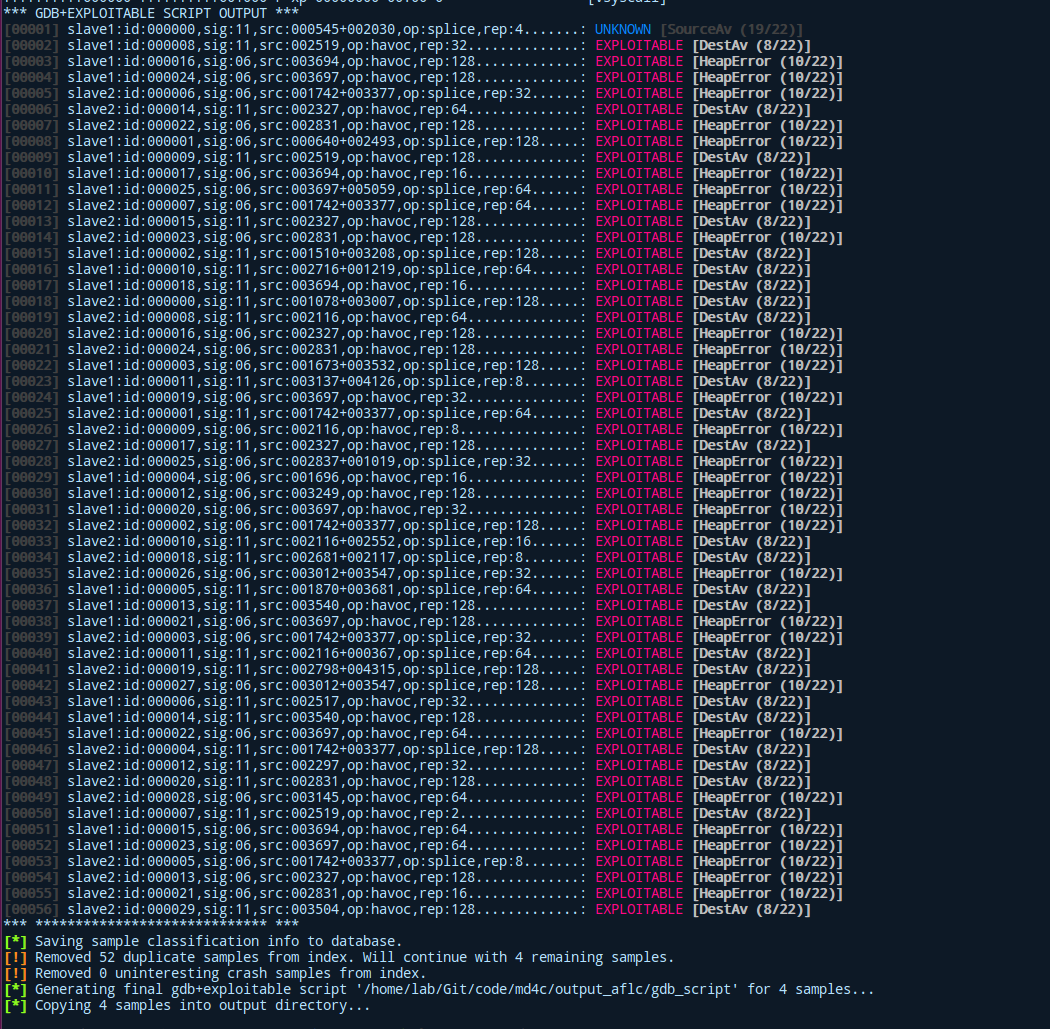 *** GDB+EXPLOITABLE SCRIPT OUTPUT ***
[00001] slave1:id:000000,sig:11,src:000545+002030,op:splice,rep:4.......: UNKNOWN [SourceAv (19/22)]
[00002] slave1:id:000008,sig:11,src:002519,op:havoc,rep:32..............: EXPLOITABLE [DestAv (8/22)]
[00003] slave1:id:000016,sig:06,src:003694,op:havoc,rep:128.............: EXPLOITABLE [HeapError (10/22)]
[00004] slave1:id:000024,sig:06,src:003697,op:havoc,rep:128.............: EXPLOITABLE [HeapError (10/22)]
[00005] slave2:id:000006,sig:06,src:001742+003377,op:splice,rep:32......: EXPLOITABLE [HeapError (10/22)]
[00006] slave2:id:000014,sig:11,src:002327,op:havoc,rep:64..............: EXPLOITABLE [DestAv (8/22)]
[00007] slave2:id:000022,sig:06,src:002831,op:havoc,rep:128.............: EXPLOITABLE [HeapError (10/22)]
[00008] slave1:id:000001,sig:06,src:000640+002493,op:splice,rep:128.....: EXPLOITABLE [HeapError (10/22)]
[00009] slave1:id:000009,sig:11,src:002519,op:havoc,rep:128.............: EXPLOITABLE [DestAv (8/22)]
[00010] slave1:id:000017,sig:06,src:003694,op:havoc,rep:16..............: EXPLOITABLE [HeapError (10/22)]
[00011] slave1:id:000025,sig:06,src:003697+005059,op:splice,rep:64......: EXPLOITABLE [HeapError (10/22)]
[00012] slave2:id:000007,sig:06,src:001742+003377,op:splice,rep:64......: EXPLOITABLE [HeapError (10/22)]
[00013] slave2:id:000015,sig:11,src:002327,op:havoc,rep:128.............: EXPLOITABLE [DestAv (8/22)]
[00014] slave2:id:000023,sig:06,src:002831,op:havoc,rep:128.............: EXPLOITABLE [HeapError (10/22)]
[00015] slave1:id:000002,sig:11,src:001510+003208,op:splice,rep:128.....: EXPLOITABLE [DestAv (8/22)]
[00016] slave1:id:000010,sig:11,src:002716+001219,op:splice,rep:64......: EXPLOITABLE [DestAv (8/22)]
[00017] slave1:id:000018,sig:11,src:003694,op:havoc,rep:16..............: EXPLOITABLE [DestAv (8/22)]
[00018] slave2:id:000000,sig:11,src:001078+003007,op:splice,rep:128.....: EXPLOITABLE [DestAv (8/22)]
[00019] slave2:id:000008,sig:11,src:002116,op:havoc,rep:64..............: EXPLOITABLE [DestAv (8/22)]
[00020] slave2:id:000016,sig:06,src:002327,op:havoc,rep:128.............: EXPLOITABLE [HeapError (10/22)]
[00021] slave2:id:000024,sig:06,src:002831,op:havoc,rep:128.............: EXPLOITABLE [HeapError (10/22)]
[00022] slave1:id:000003,sig:06,src:001673+003532,op:splice,rep:128.....: EXPLOITABLE [HeapError (10/22)]
[00023] slave1:id:000011,sig:11,src:003137+004126,op:splice,rep:8.......: EXPLOITABLE [DestAv (8/22)]
[00024] slave1:id:000019,sig:06,src:003697,op:havoc,rep:32..............: EXPLOITABLE [HeapError (10/22)]
[00025] slave2:id:000001,sig:11,src:001742+003377,op:splice,rep:64......: EXPLOITABLE [DestAv (8/22)]
[00026] slave2:id:000009,sig:06,src:002116,op:havoc,rep:8...............: EXPLOITABLE [HeapError (10/22)]
[00027] slave2:id:000017,sig:11,src:002327,op:havoc,rep:128.............: EXPLOITABLE [DestAv (8/22)]
[00028] slave2:id:000025,sig:06,src:002837+001019,op:splice,rep:32......: EXPLOITABLE [HeapError (10/22)]
[00029] slave1:id:000004,sig:06,src:001696,op:havoc,rep:16..............: EXPLOITABLE [HeapError (10/22)]
[00030] slave1:id:000012,sig:06,src:003249,op:havoc,rep:128.............: EXPLOITABLE [HeapError (10/22)]
[00031] slave1:id:000020,sig:06,src:003697,op:havoc,rep:32..............: EXPLOITABLE [HeapError (10/22)]
[00032] slave2:id:000002,sig:06,src:001742+003377,op:splice,rep:128.....: EXPLOITABLE [HeapError (10/22)]
[00033] slave2:id:000010,sig:11,src:002116+002552,op:splice,rep:16......: EXPLOITABLE [DestAv (8/22)]
[00034] slave2:id:000018,sig:11,src:002681+002117,op:splice,rep:8.......: EXPLOITABLE [DestAv (8/22)]
[00035] slave2:id:000026,sig:06,src:003012+003547,op:splice,rep:32......: EXPLOITABLE [HeapError (10/22)]
[00036] slave1:id:000005,sig:11,src:001870+003681,op:splice,rep:64......: EXPLOITABLE [DestAv (8/22)]
[00037] slave1:id:000013,sig:11,src:003540,op:havoc,rep:128.............: EXPLOITABLE [DestAv (8/22)]
[00038] slave1:id:000021,sig:06,src:003697,op:havoc,rep:128.............: EXPLOITABLE [HeapError (10/22)]
[00039] slave2:id:000003,sig:06,src:001742+003377,op:splice,rep:32......: EXPLOITABLE [HeapError (10/22)]
[00040] slave2:id:000011,sig:11,src:002116+000367,op:splice,rep:64......: EXPLOITABLE [DestAv (8/22)]
[00041] slave2:id:000019,sig:11,src:002798+004315,op:splice,rep:128.....: EXPLOITABLE [DestAv (8/22)]
[00042] slave2:id:000027,sig:06,src:003012+003547,op:splice,rep:128.....: EXPLOITABLE [HeapError (10/22)]
[00043] slave1:id:000006,sig:11,src:002517,op:havoc,rep:32..............: EXPLOITABLE [DestAv (8/22)]
[00044] slave1:id:000014,sig:11,src:003540,op:havoc,rep:128.............: EXPLOITABLE [DestAv (8/22)]
[00045] slave1:id:000022,sig:06,src:003697,op:havoc,rep:64..............: EXPLOITABLE [HeapError (10/22)]
[00046] slave2:id:000004,sig:11,src:001742+003377,op:splice,rep:128.....: EXPLOITABLE [DestAv (8/22)]
[00047] slave2:id:000012,sig:11,src:002297,op:havoc,rep:32..............: EXPLOITABLE [DestAv (8/22)]
[00048] slave2:id:000020,sig:11,src:002831,op:havoc,rep:128.............: EXPLOITABLE [DestAv (8/22)]
[00049] slave2:id:000028,sig:06,src:003145,op:havoc,rep:64..............: EXPLOITABLE [HeapError (10/22)]
[00050] slave1:id:000007,sig:11,src:002519,op:havoc,rep:2...............: EXPLOITABLE [DestAv (8/22)]
[00051] slave1:id:000015,sig:06,src:003694,op:havoc,rep:64..............: EXPLOITABLE [HeapError (10/22)]
[00052] slave1:id:000023,sig:06,src:003697,op:havoc,rep:64..............: EXPLOITABLE [HeapError (10/22)]
[00053] slave2:id:000005,sig:06,src:001742+003377,op:splice,rep:8.......: EXPLOITABLE [HeapError (10/22)]
[00054] slave2:id:000013,sig:06,src:002327,op:havoc,rep:128.............: EXPLOITABLE [HeapError (10/22)]
[00055] slave2:id:000021,sig:06,src:002831,op:havoc,rep:16..............: EXPLOITABLE [HeapError (10/22)]
[00056] slave2:id:000029,sig:11,src:003504,op:havoc,rep:128.............: EXPLOITABLE [DestAv (8/22)]
*** ***************************** ***
[*] Saving sample classification info to database.
[!] Removed 52 duplicate samples from index. Will continue with 4 remaining samples.
[!] Removed 0 uninteresting crash samples from index.
[*] Generating final gdb+exploitable script '/home/lab/Git/code/md4c/output_aflc/gdb_script' for 4 samples...
[*] Copying 4 samples into output directory...